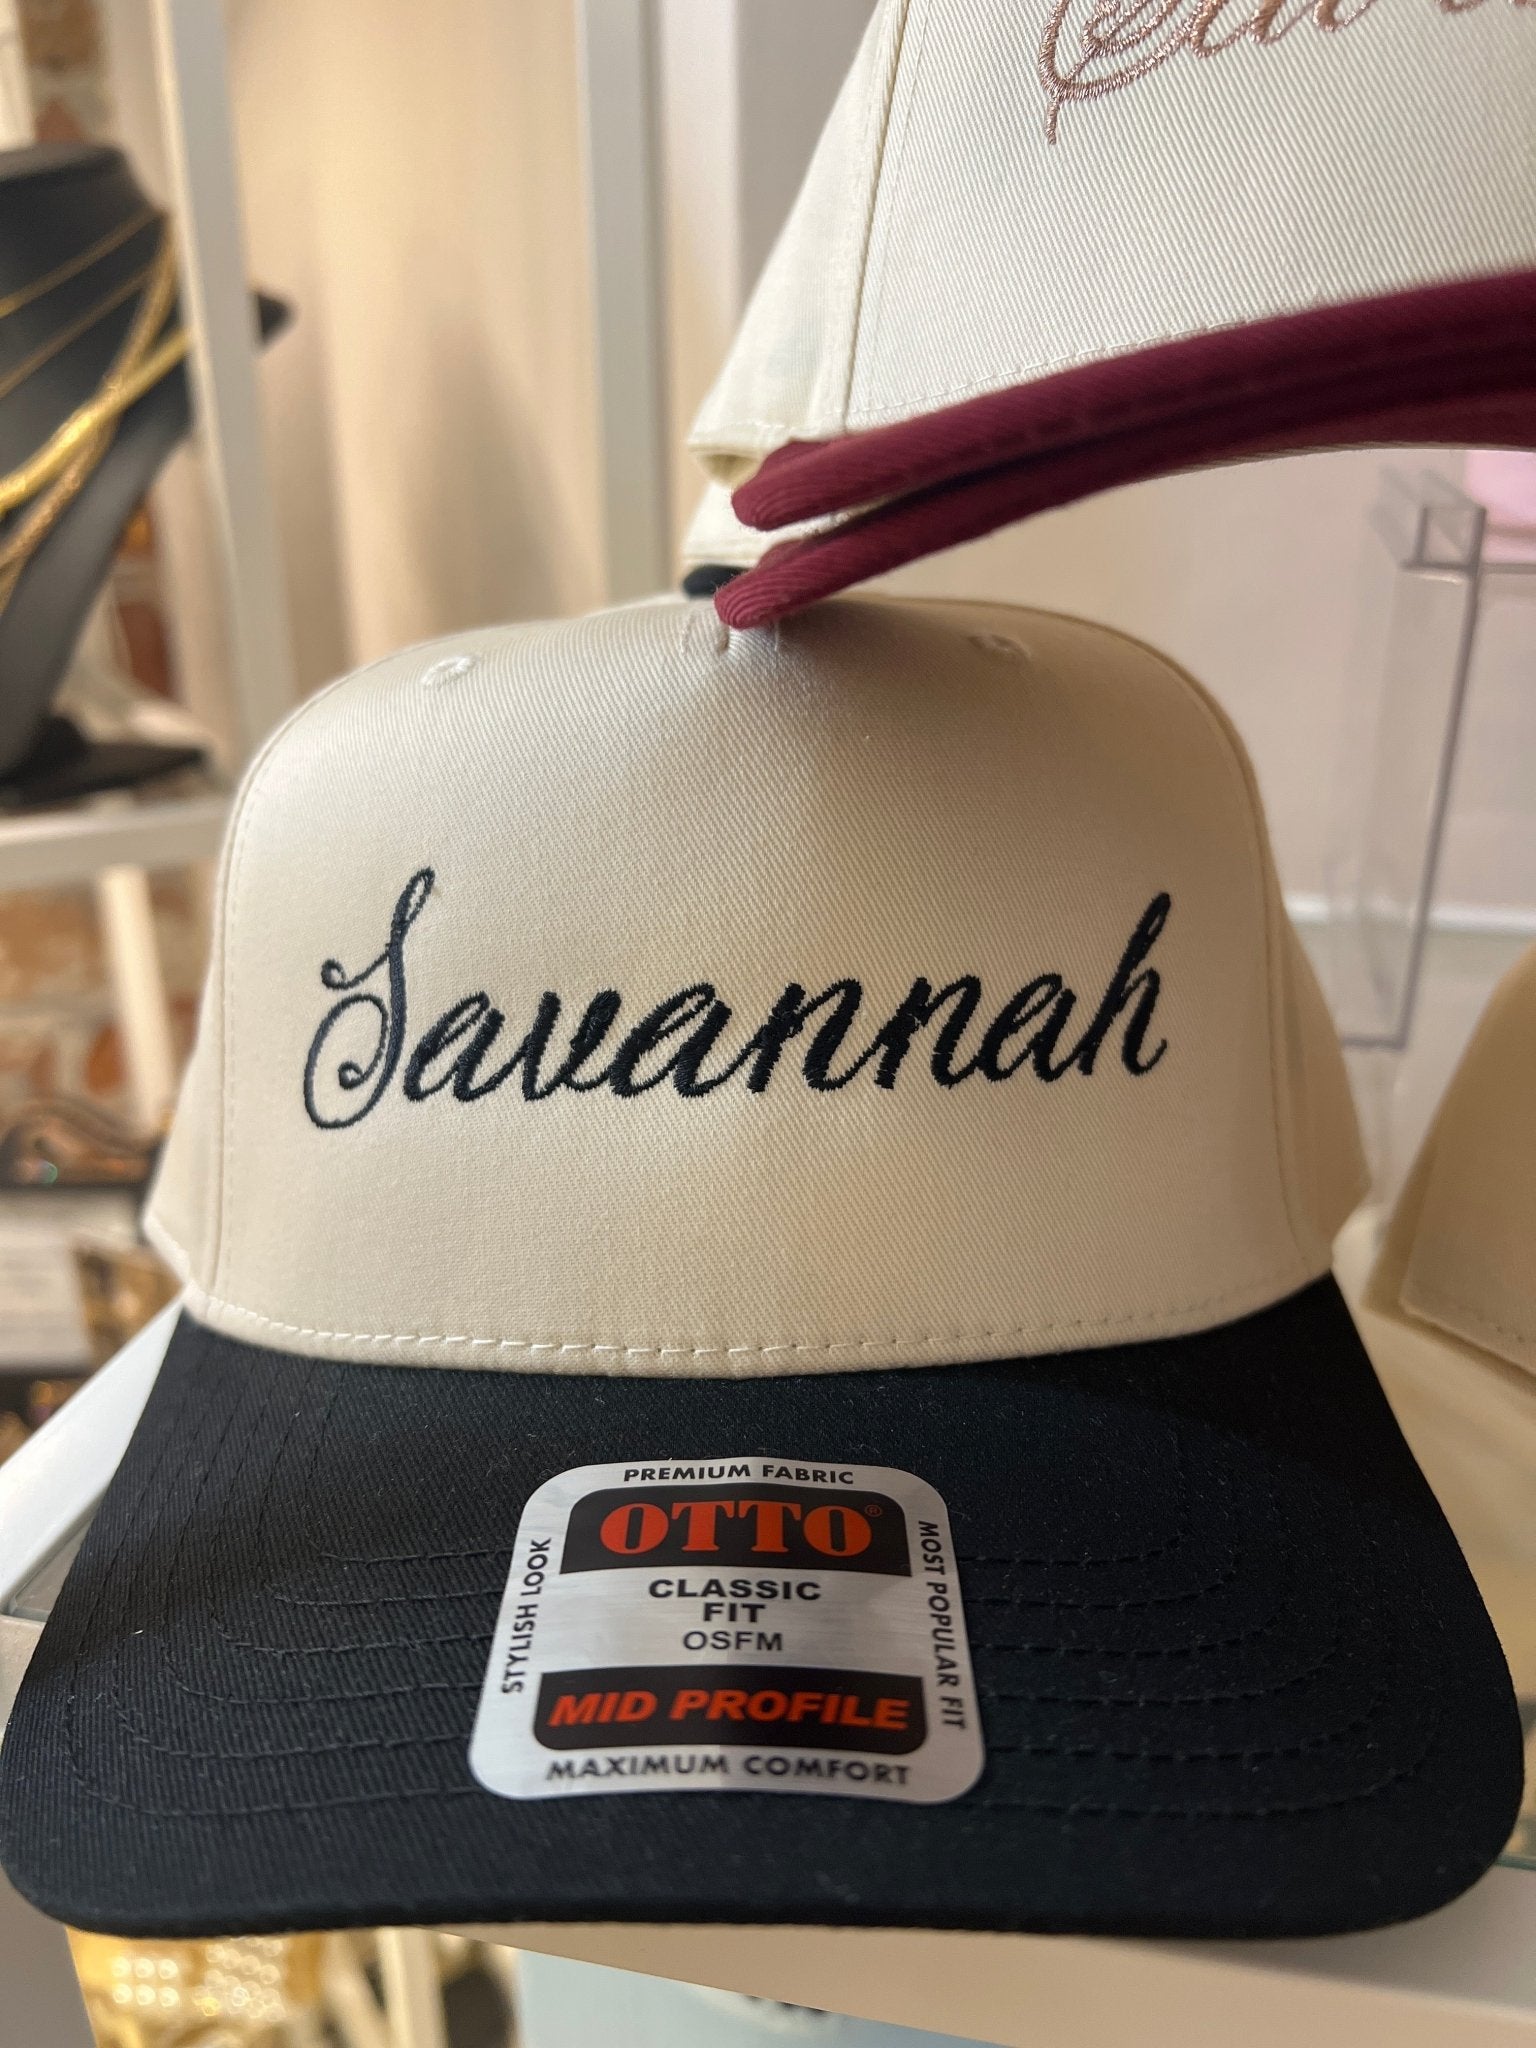 Savannah
PREMIUM FABRIC
OTTO®
STYLISH LOOK
CLASSIC
FIT
OSFM
MOST POPULAR FIT
MID PROFILE
MAXIMUM COMFORT